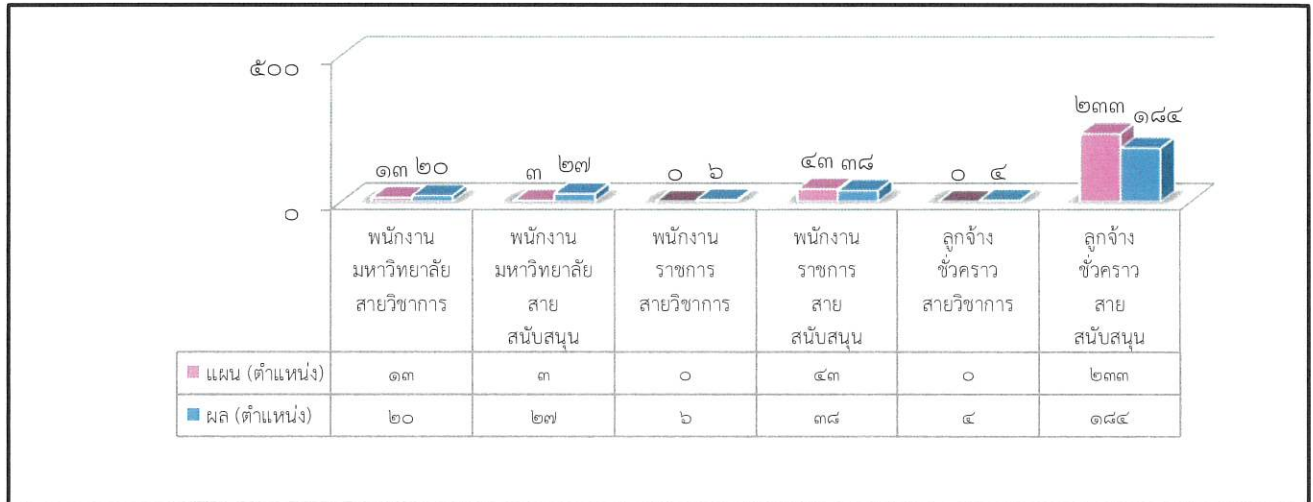 ๕๐๐
๒๓๓ ๑๘๔
๑๓ ๒๐ ๓ ๒๗ ๐ ๖ ๔๓ ๓๘ ๐ ๔
๐
พนักงาน พนักงาน พนักงาน พนักงาน ลูกจ้าง ลูกจ้าง
มหาวิทยาลัย มหาวิทยาลัย ราชการ ราชการ ชั่วคราว ชั่วคราว
สายวิชาการ สาย สายวิชาการ สาย สายวิชาการ สาย
สนับสนุน สนับสนุน สนับสนุน
แผน (ตำแหน่ง) ๑๓ ๓ ๐ ๔๓ ๐ ๒๓๓
ผล (ตำแหน่ง) ๒๐ ๒๗ ๖ ๓๘ ๔ ๑๘๔